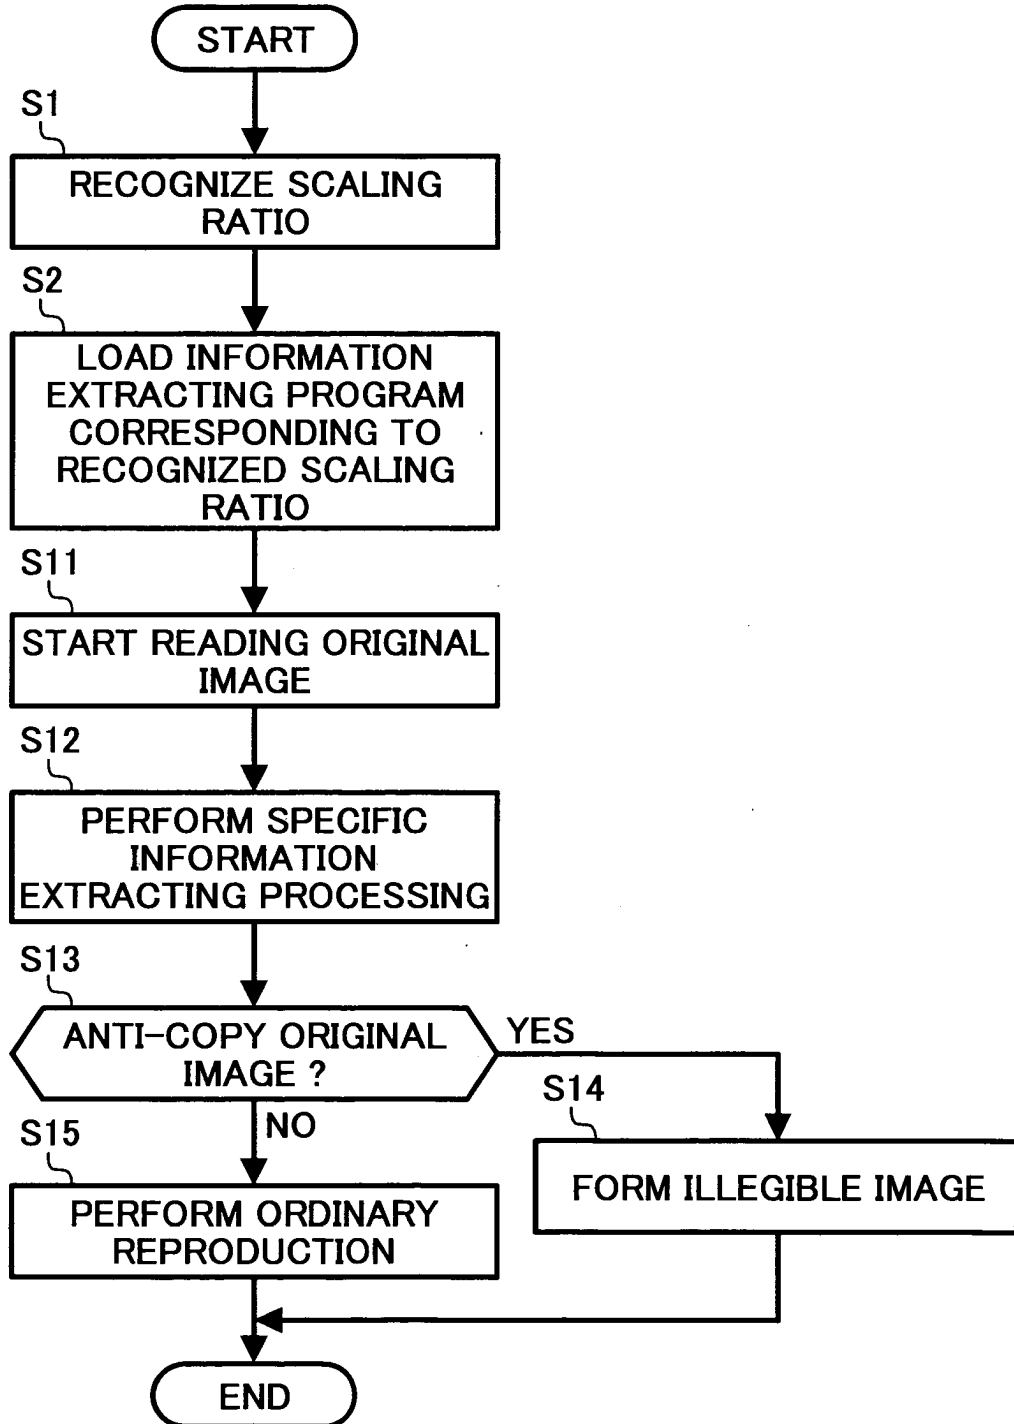 START
S1
RECOGNIZE SCALING
RATIO
S2
LOAD INFORMATION
EXTRACTING PROGRAM
CORRESPONDING TO
RECOGNIZED SCALING
RATIO
S11
START READING ORIGINAL
IMAGE
S12
PERFORM SPECIFIC
INFORMATION
EXTRACTING PROCESSING
S13
ANTI-COPY ORIGINAL
IMAGE ?
YES
S14
FORM ILLEGIBLE IMAGE
NO
S15
PERFORM ORDINARY
REPRODUCTION
END